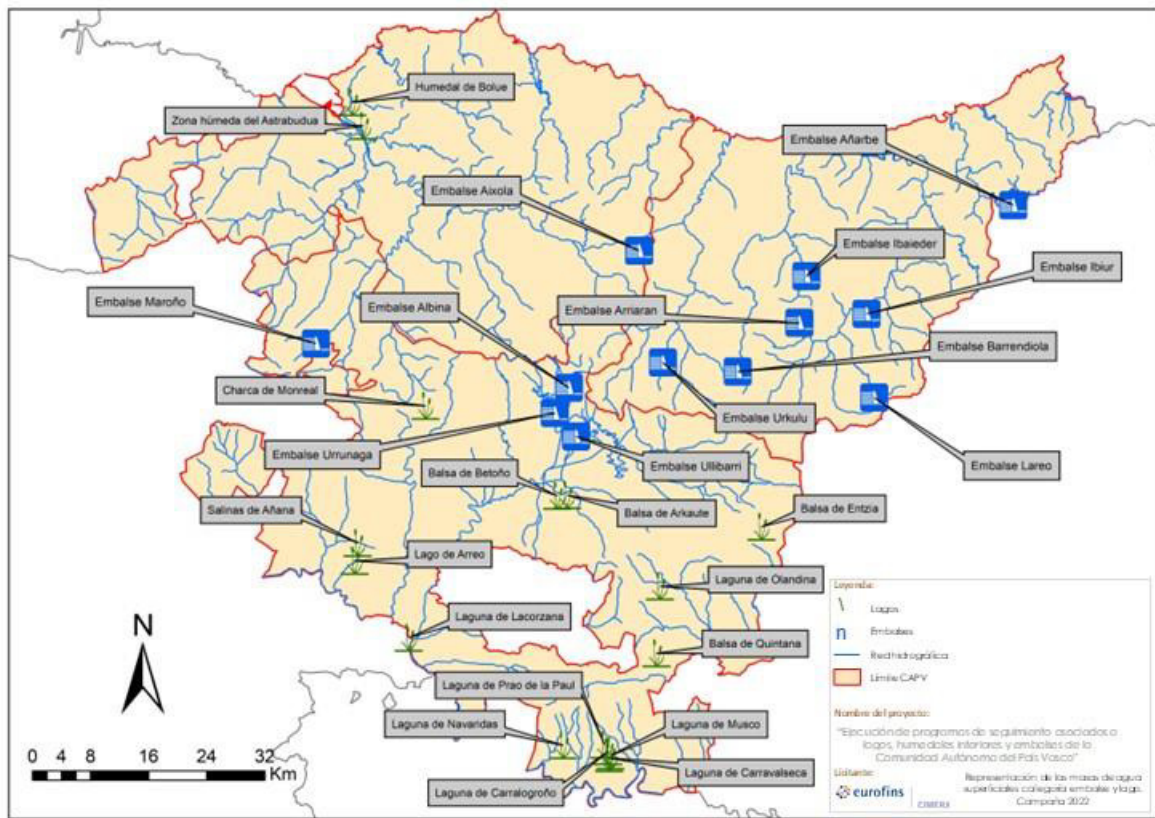 Humedal de Bolue
Zona húmeda del Astrabudua
Embalse Añarbe
Embalse Aixola
Embalse Ibaieder
Embalse Ibiur
Embalse Maroño
Embalse Albina
Embalse Arriaran
Embalse Barrendiola
Charca de Monreal
Embalse Urkulu
Embalse Urrunaga
Embalse Ullibarri
Embalse Lareo
Balsa de Betoño
Salinas de Añana
Balsa de Arkaute
Balsa de Entzia
Lago de Arreo
Laguna de Olandina
Laguna de Lacorzana
Balsa de Quintana
Laguna de Prao de la Paul
Laguna de Navaridas
Laguna de Musco
Laguna de Carravalseca
Laguna de Carralogroño
N
0 4 8 16 24 32
Km
Leyenda:
Lagos
n Embalses
Red hidrográfica
Límite CAPV
Nombre del proyecto:
"Ejecución de programas de seguimiento asociados a
lagos, humedales interiores y embalses de la
Comunidad Autónoma del País Vasco"
Licitante:
eurofins
Representación de las masas de agua
superficiales categoría embalse y lago.
Campaña 2022